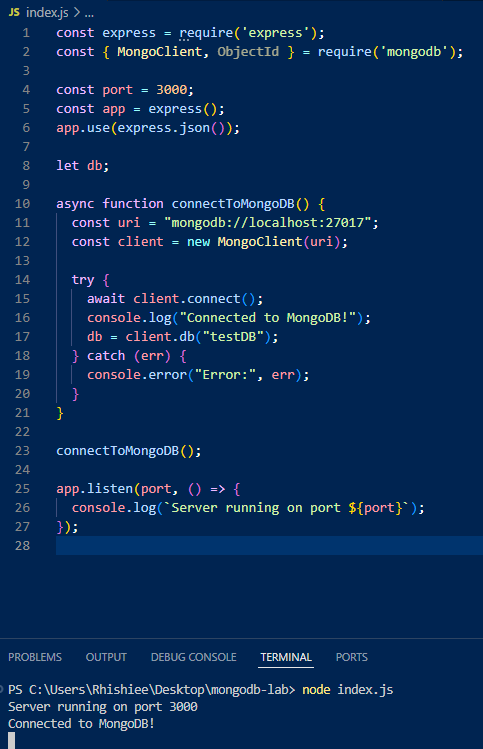 JS index.js > ...
1 const express = require('express');
2 const { MongoClient, ObjectId } = require('mongodb');
3
4 const port = 3000;
5 const app = express();
6 app.use(express.json());
7
8 let db;
9
10 async function connectToMongoDB() {
11 const uri = "mongodb://localhost:27017";
12 const client = new MongoClient(uri);
13
14 try {
15 await client.connect();
16 console.log("Connected to MongoDB!");
17 db = client.db("testDB");
18 } catch (err) {
19 console.error("Error:", err);
20 }
21 }
22
23 connectToMongoDB();
24
25 app.listen(port, () => {
26 console.log(`Server running on port ${port}`);
27 });
28
PROBLEMS OUTPUT DEBUG CONSOLE TERMINAL PORTS
PS C:\Users\Rhishiee\Desktop\mongodb-lab> node index.js
Server running on port 3000
Connected to MongoDB!